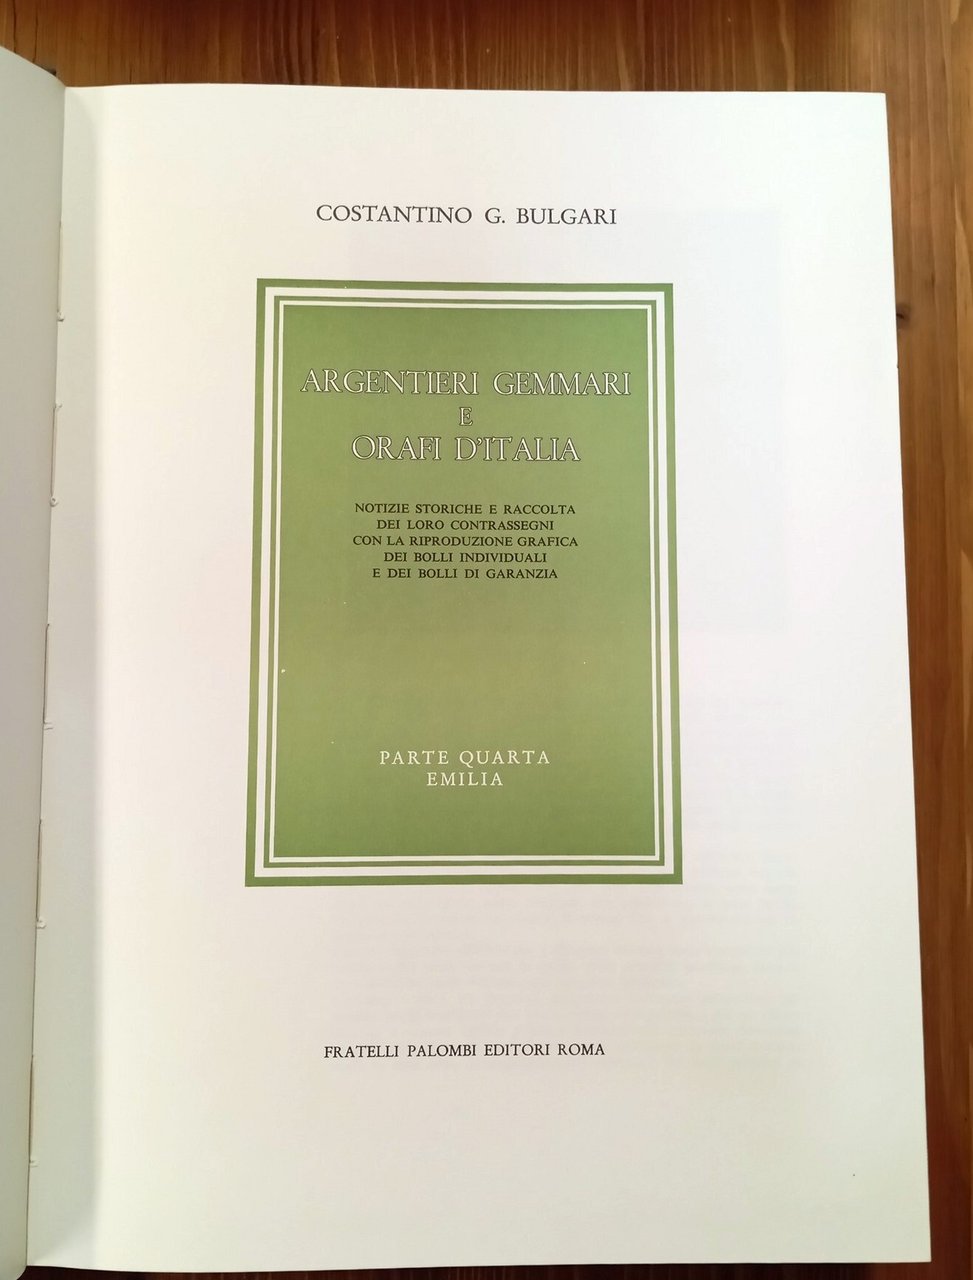 COSTANTINO G. BULGARI
ARGENTIERI GEMMARI
E
ORAFI D'ITALIA
NOTIZIE STORICHE E RACCOLTA
DEI LORO CONTRASSEGNI
CON LA RIPRODUZIONE GRAFICA
DEI BOLLI INDIVIDUALI
E DEI BOLLI DI GARANZIA
PARTE QUARTA
EMILIA
FRATELLI PALOMBI EDITORI ROMA